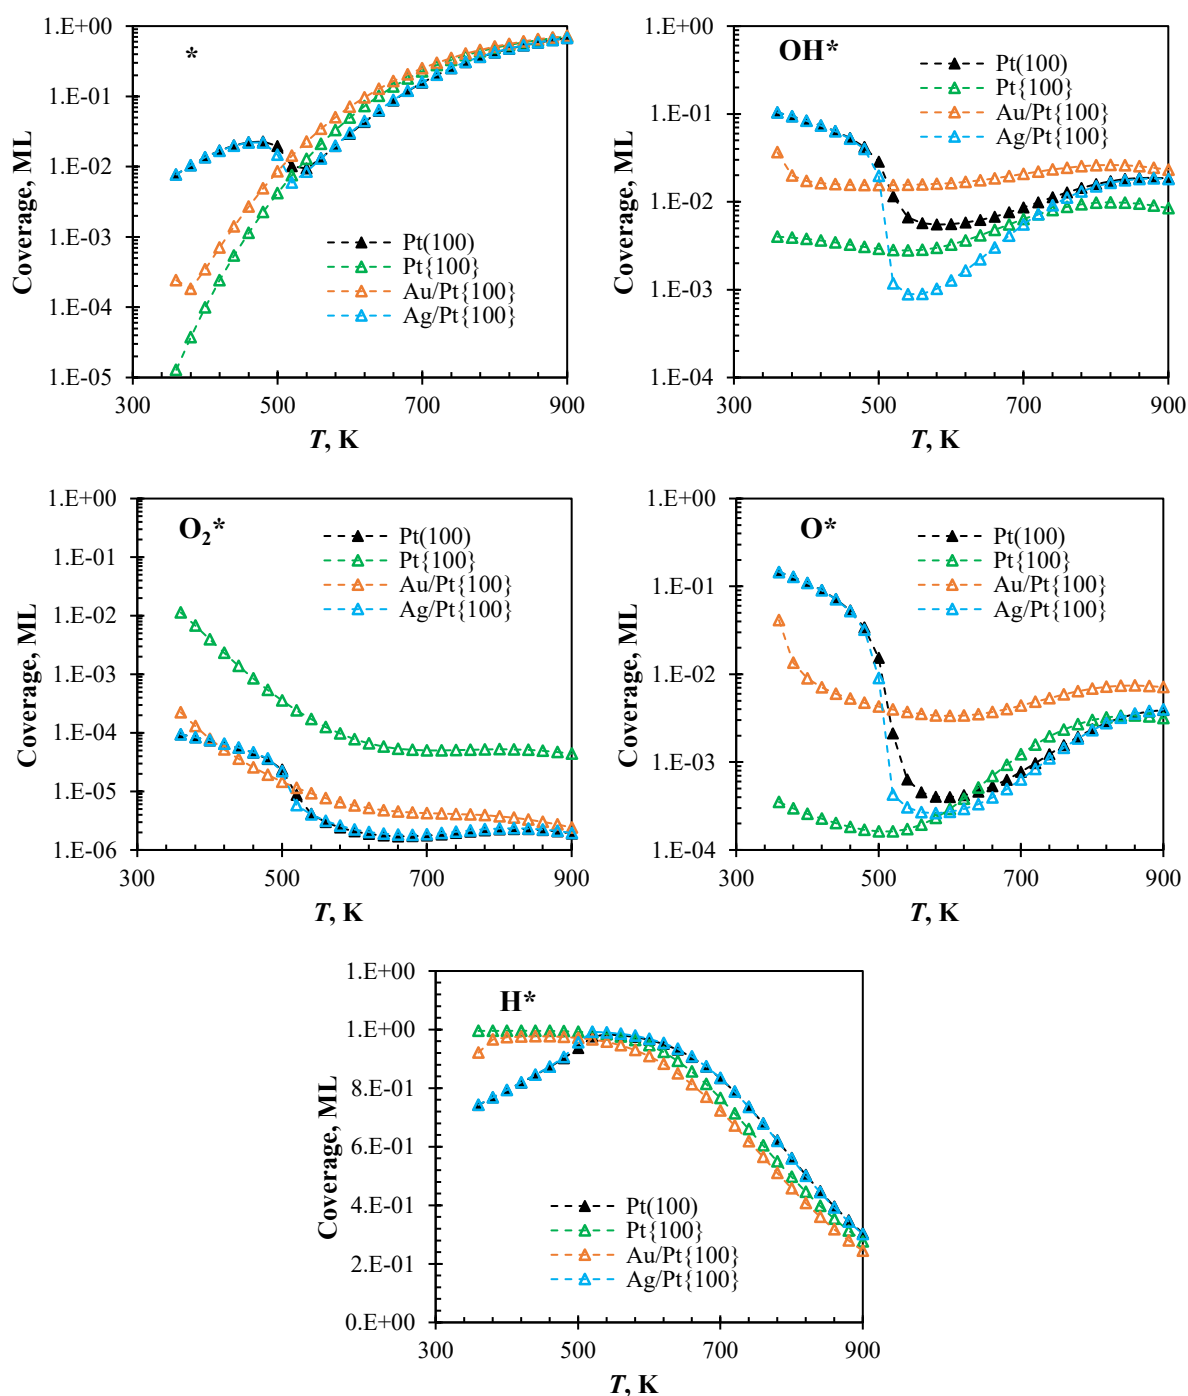 *
1.E+00
1.E-01
1.E-02
1.E-03
1.E-04
1.E-05
Coverage, ML
Pt(100)
Pt{100}
Au/Pt{100}
Ag/Pt{100}
300 500 700 900
T, K
OH*
1.E+00
1.E-01
1.E-02
1.E-03
1.E-04
Coverage, ML
Pt(100)
Pt{100}
Au/Pt{100}
Ag/Pt{100}
300 500 700 900
T, K
O₂*
1.E+00
1.E-01
1.E-02
1.E-03
1.E-04
1.E-05
1.E-06
Coverage, ML
Pt(100)
Pt{100}
Au/Pt{100}
Ag/Pt{100}
300 500 700 900
T, K
O*
1.E+00
1.E-01
1.E-02
1.E-03
1.E-04
Coverage, ML
Pt(100)
Pt{100}
Au/Pt{100}
Ag/Pt{100}
300 500 700 900
T, K
H*
1.E+00
1.E+00
8.E-01
6.E-01
4.E-01
2.E-01
0.E+00
Coverage, ML
Pt(100)
Pt{100}
Au/Pt{100}
Ag/Pt{100}
300 500 700 900
T, K